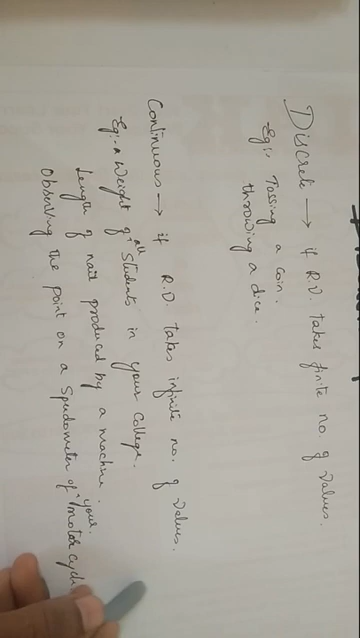 Discrete → if R.V. takes finite no. of values.
Eg:, Tossing a coin.
throwing a dice.
Continuous → if R.V. takes infinite no. of values.
Eg:- Weight of all students in your college.
Length of nail produced by a machine.
Observing the point on a Speedometer of your motor cycle